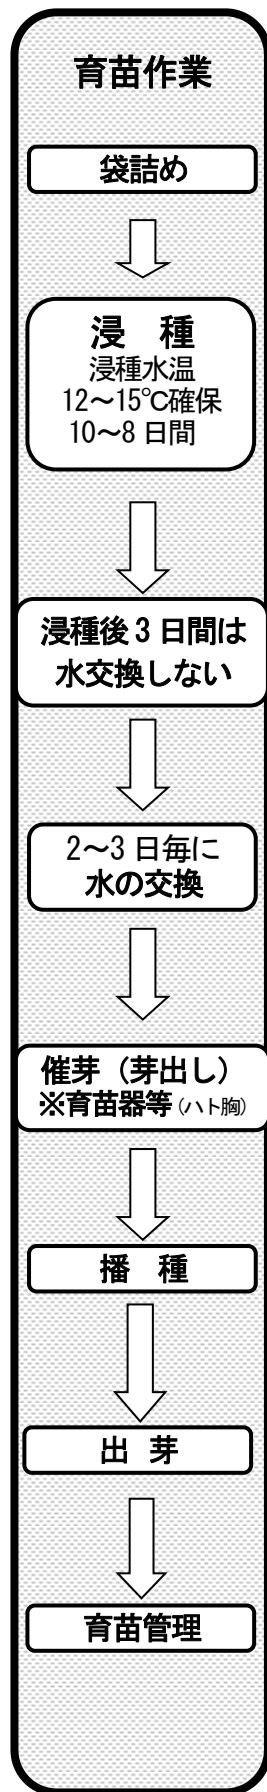 育苗作業
袋詰め
浸　種
浸種水温
12～15℃確保
10～8 日間
浸種後 3 日間は
水交換しない
2～3 日毎に
水の交換
催芽（芽出し）
※育苗器等（ハト胸）
播　種
出　芽
育苗管理